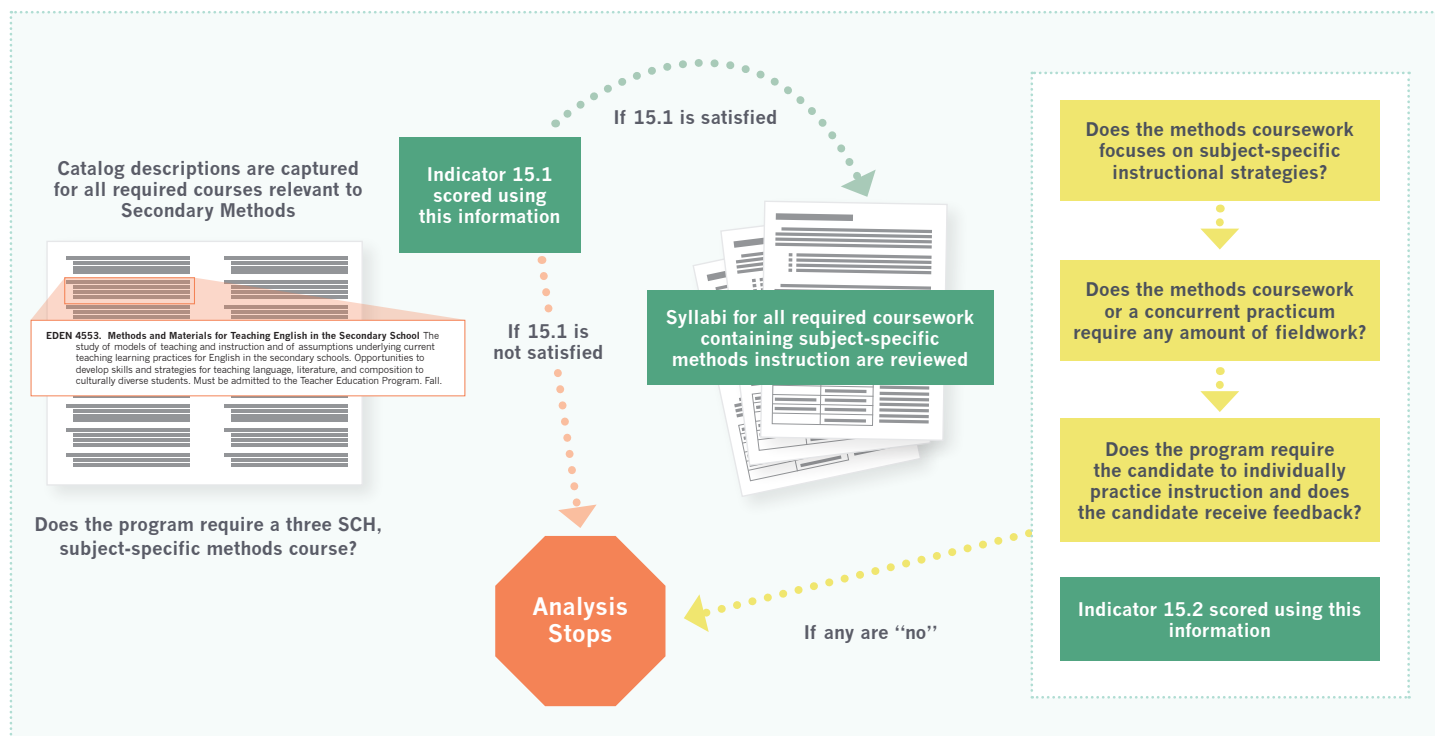 Catalog descriptions are captured
for all required courses relevant to
Secondary Methods
EDEN 4553. Methods and Materials for Teaching English in the Secondary School The
study of models of teaching and instruction and of assumptions underlying current
teaching learning practices for English in the secondary schools. Opportunities to
develop skills and strategies for teaching language, literature, and composition to
culturally diverse students. Must be admitted to the Teacher Education Program. Fall.
Does the program require a three SCH,
subject-specific methods course?
Indicator 15.1
scored using
this information
If 15.1 is satisfied
If 15.1 is
not satisfied
Analysis
Stops
Syllabi for all required coursework
containing subject-specific
methods instruction are reviewed
Does the methods coursework
focuses on subject-specific
instructional strategies?
Does the methods coursework
or a concurrent practicum
require any amount of fieldwork?
Does the program require
the candidate to individually
practice instruction and does
the candidate receive feedback?
Indicator 15.2 scored using this
information
If any are “no”